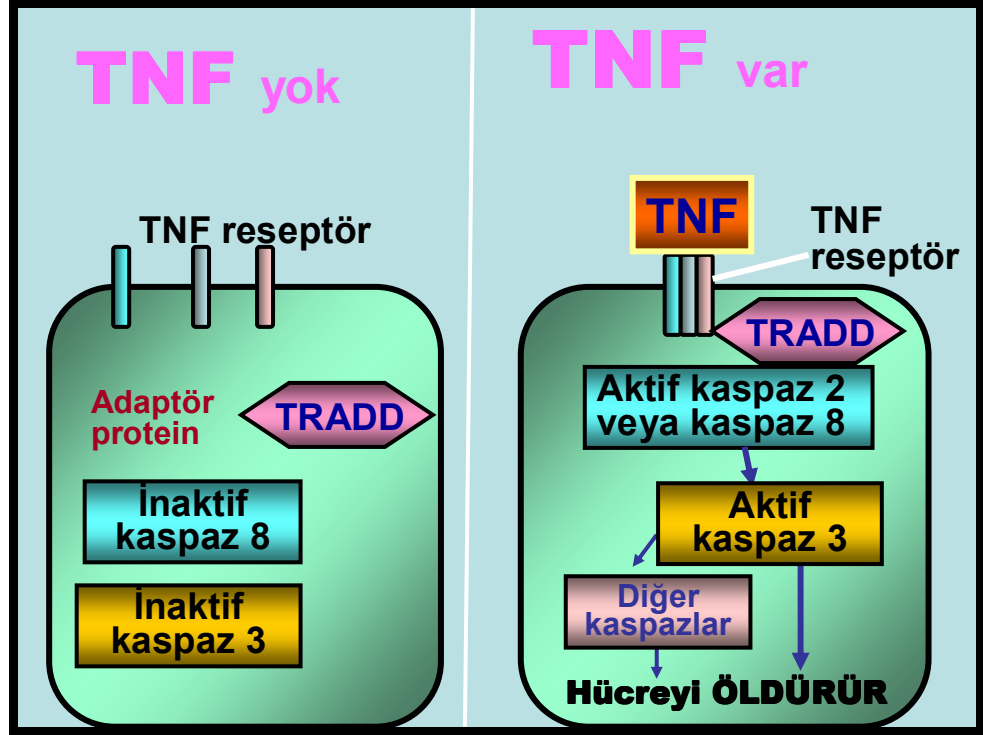 TNF yok
TNF reseptör
Adaptör
protein
TRADD
İnaktif
kaspaz 8
İnaktif
kaspaz 3
TNF var
TNF
TNF
reseptör
TRADD
Aktif kaspaz 2
veya kaspaz 8
Aktif
kaspaz 3
Diğer
kaspazlar
Hücreyi ÖLDÜRÜR